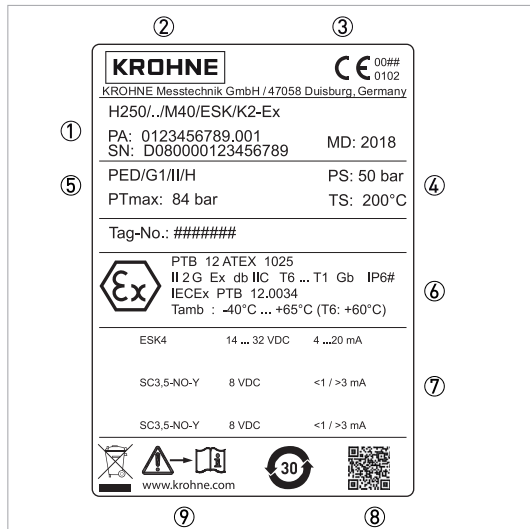 ② ③
KROHNE
00##
0102
KROHNE Messtechnik GmbH / 47058 Duisburg, Germany
H250/../M40/ESK/K2-Ex
① PA: 0123456789.001
SN: D080000123456789 MD: 2018
⑤ PED/G1/II/H PS: 50 bar ④
PTmax: 84 bar TS: 200°C
Tag-No.: #######
Ex
PTB 12 ATEX 1025
II 2 G Ex db IIC T6 ... T1 Gb IP6#
IECEx PTB 12.0034 ⑥
Tamb : -40°C ... +65°C (T6: +60°C)
ESK4 14 ... 32 VDC 4 ...20 mA
SC3,5-NO-Y 8 VDC <1 / >3 mA ⑦
SC3,5-NO-Y 8 VDC <1 / >3 mA
30
www.krohne.com
⑨ ⑧